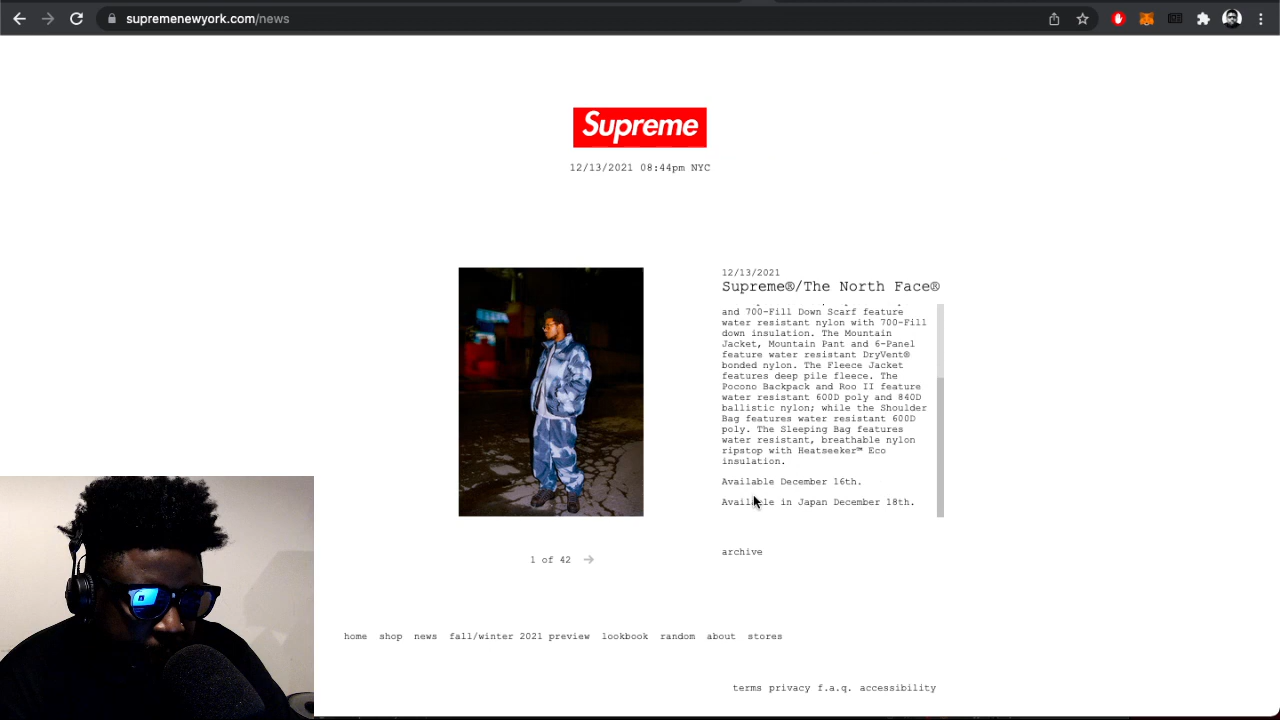 supremenewyork.com/news
Supreme
12/13/2021 08:44pm NYC
12/13/2021
Supreme®/The North Face®
and 700-Fill Down Scarf feature
water resistant nylon with 700-Fill
down insulation. The Mountain
Jacket, Mountain Pant and 6-Panel
feature water resistant DryVent®
bonded nylon. The Fleece Jacket
features deep pile fleece. The
Pocono Backpack and Roo II feature
water resistant 600D poly and 840D
ballistic nylon; while the Shoulder
Bag features water resistant 600D
poly. The Sleeping Bag features
water resistant, breathable nylon
ripstop with Heatseeker™ Eco
insulation.
Available December 16th.
Available in Japan December 18th.
1 of 42
archive
home shop news fall/winter 2021 preview lookbook random about stores
terms privacy f.a.q. accessibility